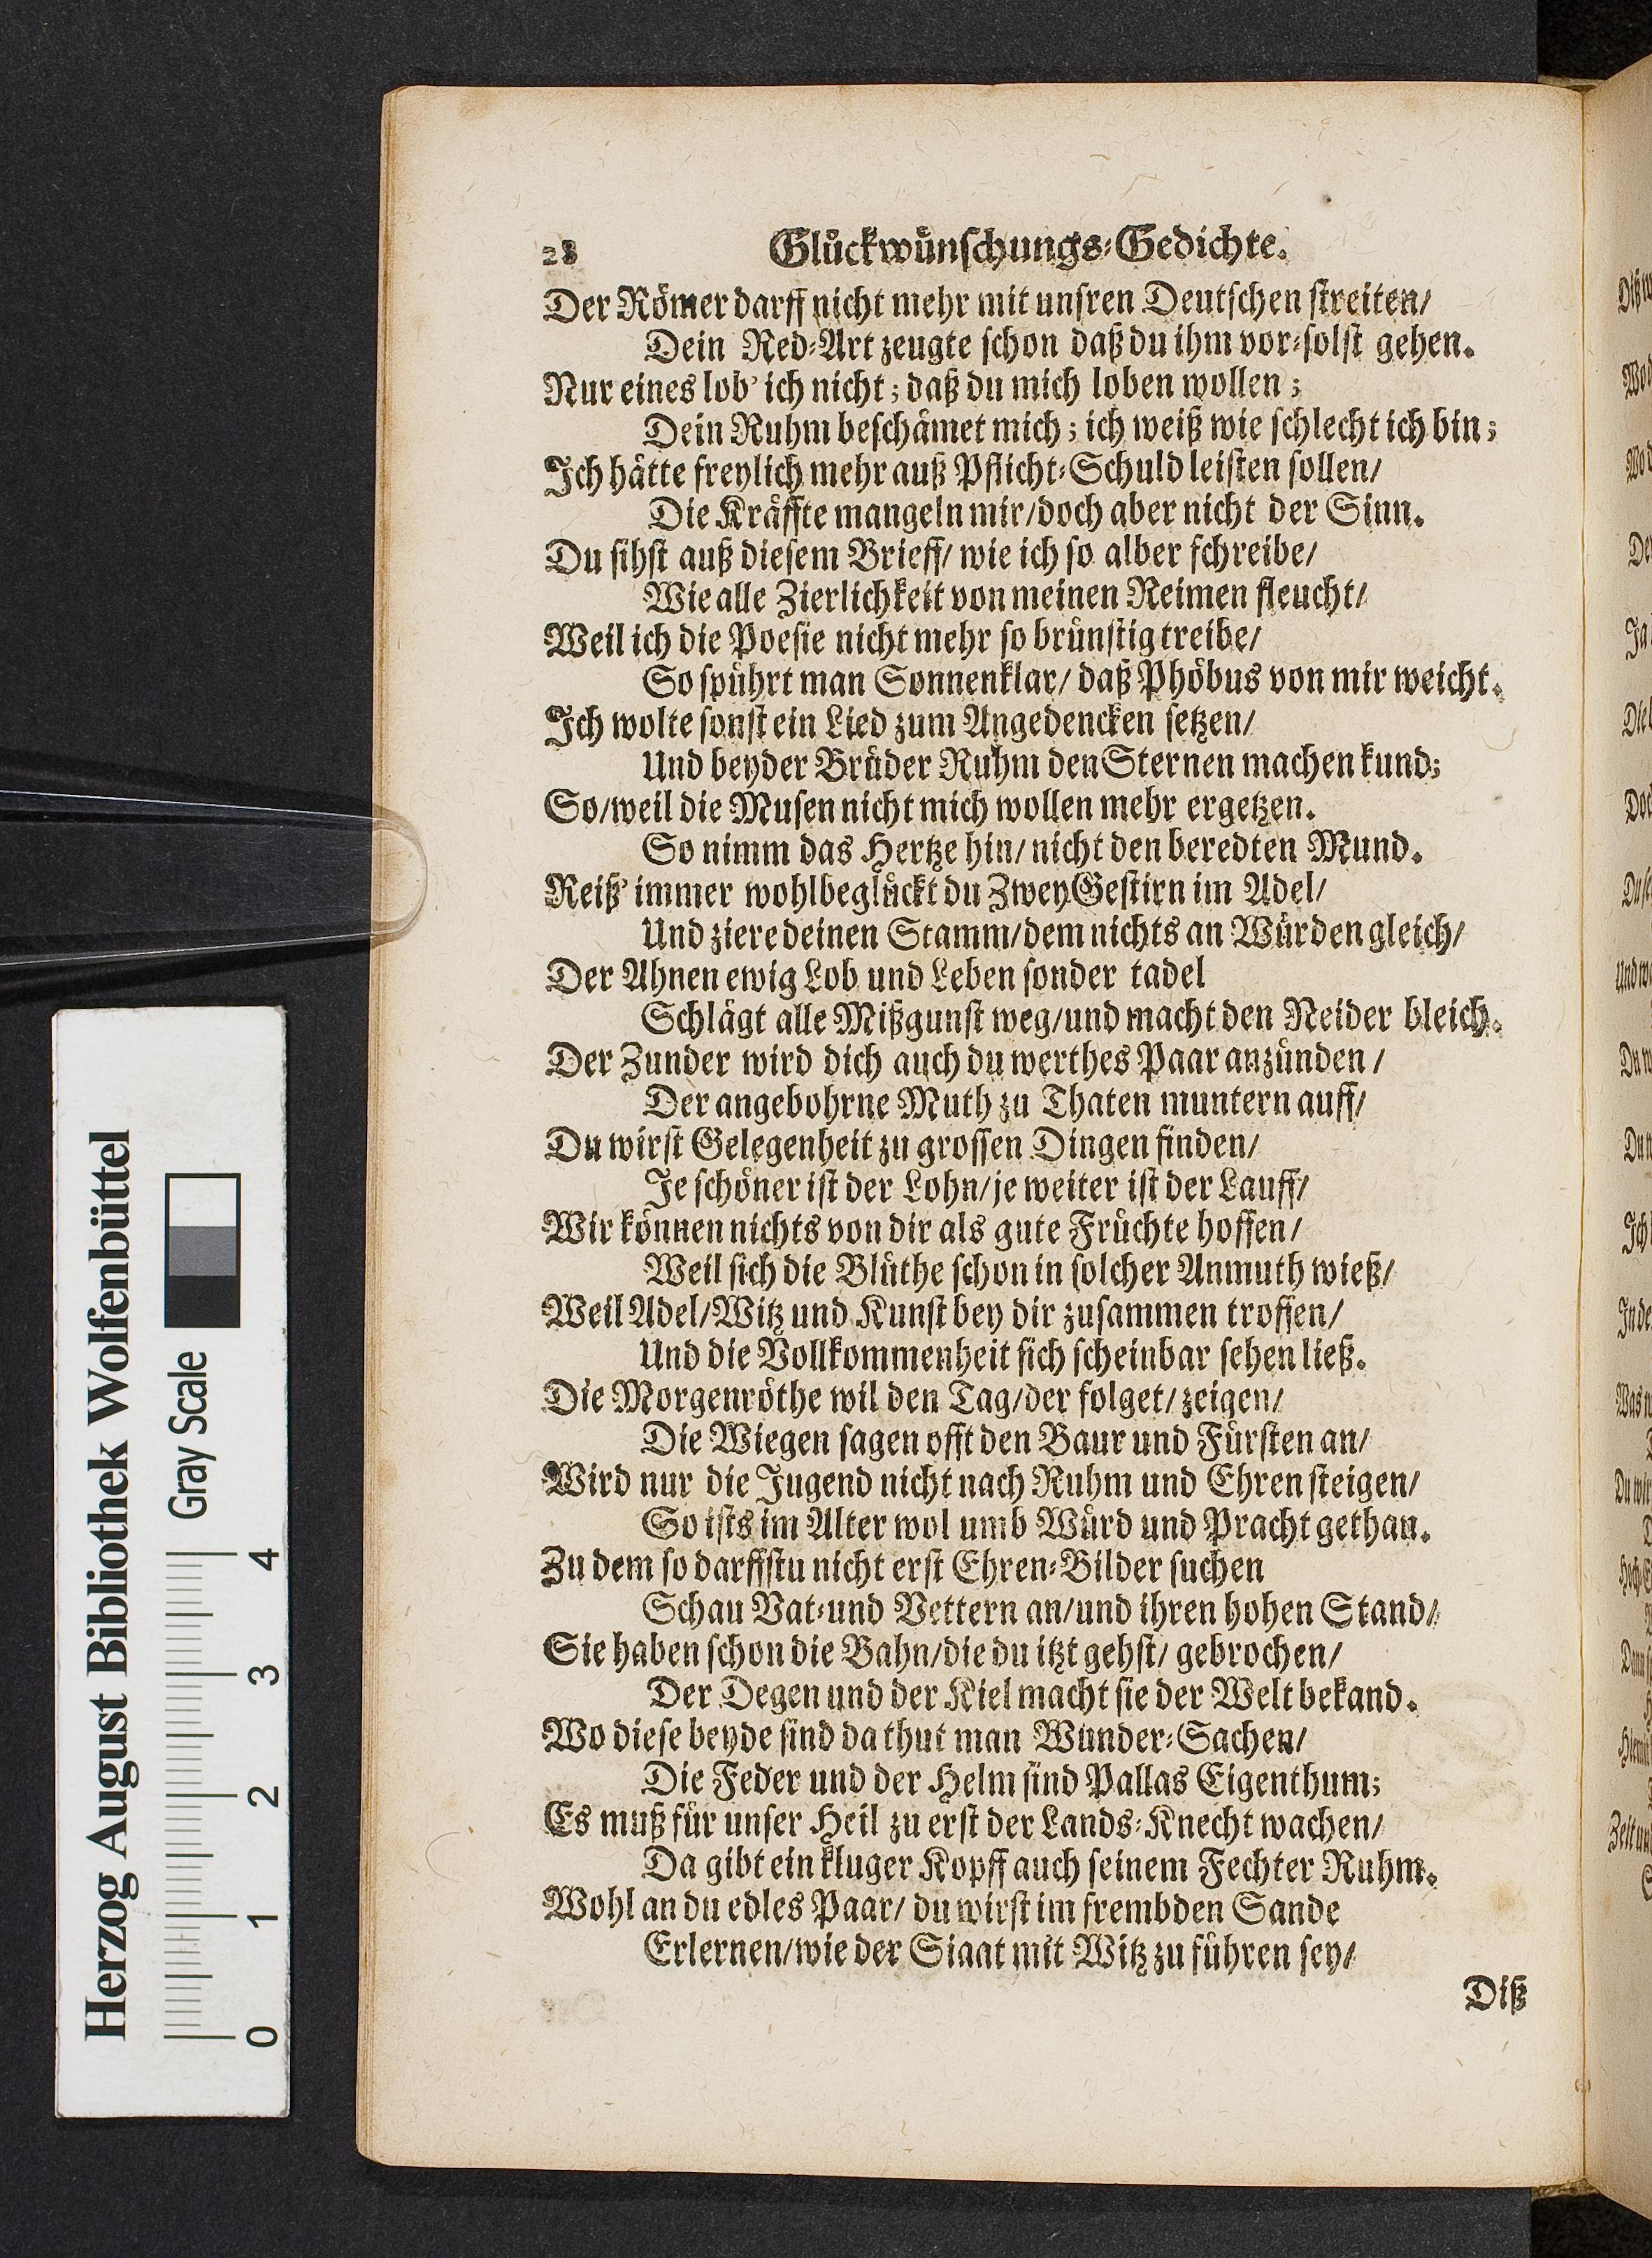 28 Glückwünschungs-Gedichte.
Der Römer darff nicht mehr mit unsren Deutschen streiten/
Dein Red-Art zeugte schon daß du ihm vor-solst gehen.
Nur eines lob' ich nicht; daß du mich loben wollen;
Dein Ruhm beschämet mich; ich weiß wie schlecht ich bin;
Ich hätte freylich mehr auß Pflicht-Schuld leisten sollen/
Die Kräffte mangeln mir/doch aber nicht der Sinn.
Du sihst auß diesem Brieff/ wie ich so alber schreibe/
Wie alle Zierlichkeit von meinen Reimen fleucht/
Weil ich die Poesie nicht mehr so brünstig treibe/
So spührt man Sonnenklar/ daß Phöbus von mir weicht.
Ich wolte sonst ein Lied zum Angedencken setzen/
Und beyder Brüder Ruhm den Sternen machen kund;
So/weil die Musen nicht mich wollen mehr ergetzen.
So nimm das Hertze hin/ nicht den beredten Mund.
Reiß' immer wohlbeglückt du Zwey Gestirn im Adel/
Und ziere deinen Stamm/dem nichts an Würden gleich/
Der Ahnen ewig Lob und Leben sonder tadel
Schlägt alle Mißgunst weg/und macht den Neider bleich.
Der Zunder wird dich auch du werthes Paar anzünden /
Der angebohrne Muth zu Thaten muntern auff/
Du wirst Gelegenheit zu grossen Dingen finden/
Je schöner ist der Lohn/je weiter ist der Lauff/
Wir können nichts von dir als gute Früchte hoffen/
Weil sich die Blüthe schon in solcher Anmuth wieß/
Weil Adel/Witz und Kunst bey dir zusammen troffen/
Und die Vollkommenheit sich scheinbar sehen ließ.
Die Morgenröthe wil den Tag/der folget/zeigen/
Die Wiegen sagen offt den Baur und Fürsten an/
Wird nur die Jugend nicht nach Ruhm und Ehren steigen/
So ists im Alter wol umb Würd und Pracht gethan.
Zu dem so darffstu nicht erst Ehren-Bilder suchen
Schau Vat-und Vettern an/und ihren hohen Stand/
Sie haben schon die Bahn/die du itzt gehst/ gebrochen/
Der Degen und der Kiel macht sie der Welt bekand.
Wo diese beyde sind da thut man Wunder-Sachen/
Die Feder und der Helm sind Pallas Eigenthum;
Es muß für unser Heil zu erst der Lands-Knecht wachen/
Da gibt ein kluger Kopff auch seinem Fechter Ruhm.
Wohl an du edles Paar/ du wirst im frembden Sande
Erlernen/wie der Staat mit Witz zu führen sey/
Diß
Herzog August Bibliothek Wolfenbüttel
Gray Scale
0 1 2 3 4